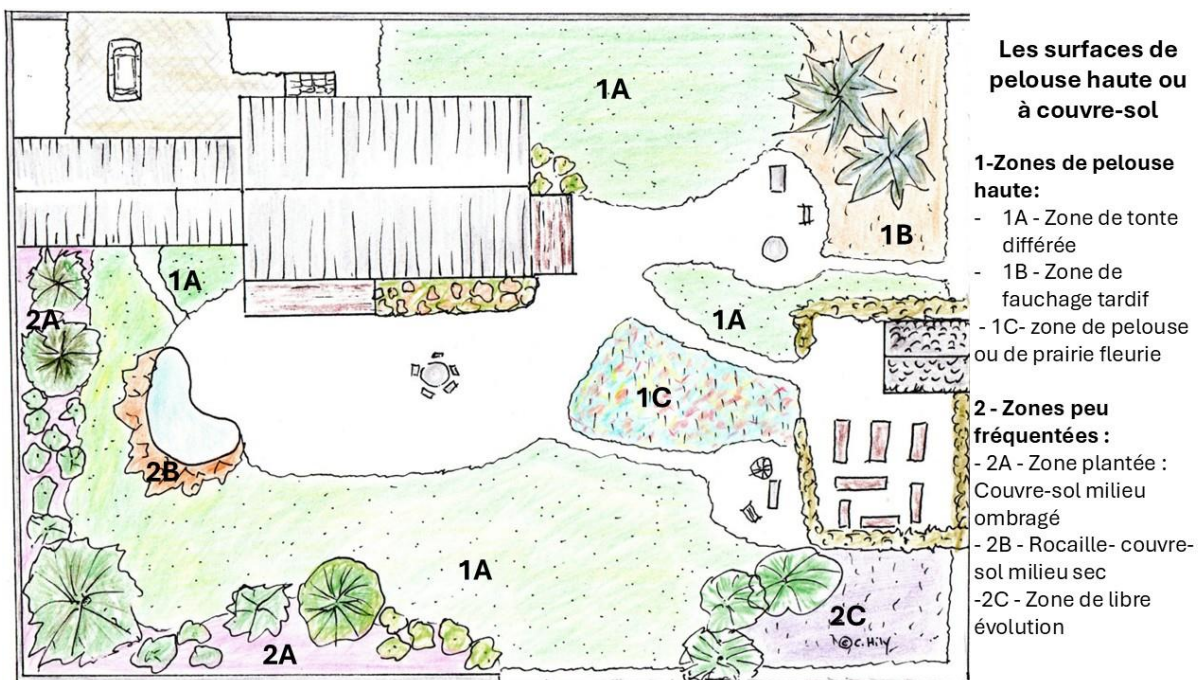 Les surfaces de
pelouse haute ou
à couvre-sol
1-Zones de pelouse
haute:
- 1A - Zone de tonte
différée
- 1B - Zone de
fauchage tardif
- 1C- zone de pelouse
ou de prairie fleurie
2 - Zones peu
fréquentées :
- 2A - Zone plantée :
Couvre-sol milieu
ombragé
- 2B - Rocaille- couvre-
sol milieu sec
-2C - Zone de libre
évolution
1A
1B
1A
2A
1A
1C
2B
1A
2C
©C.Hily
2A